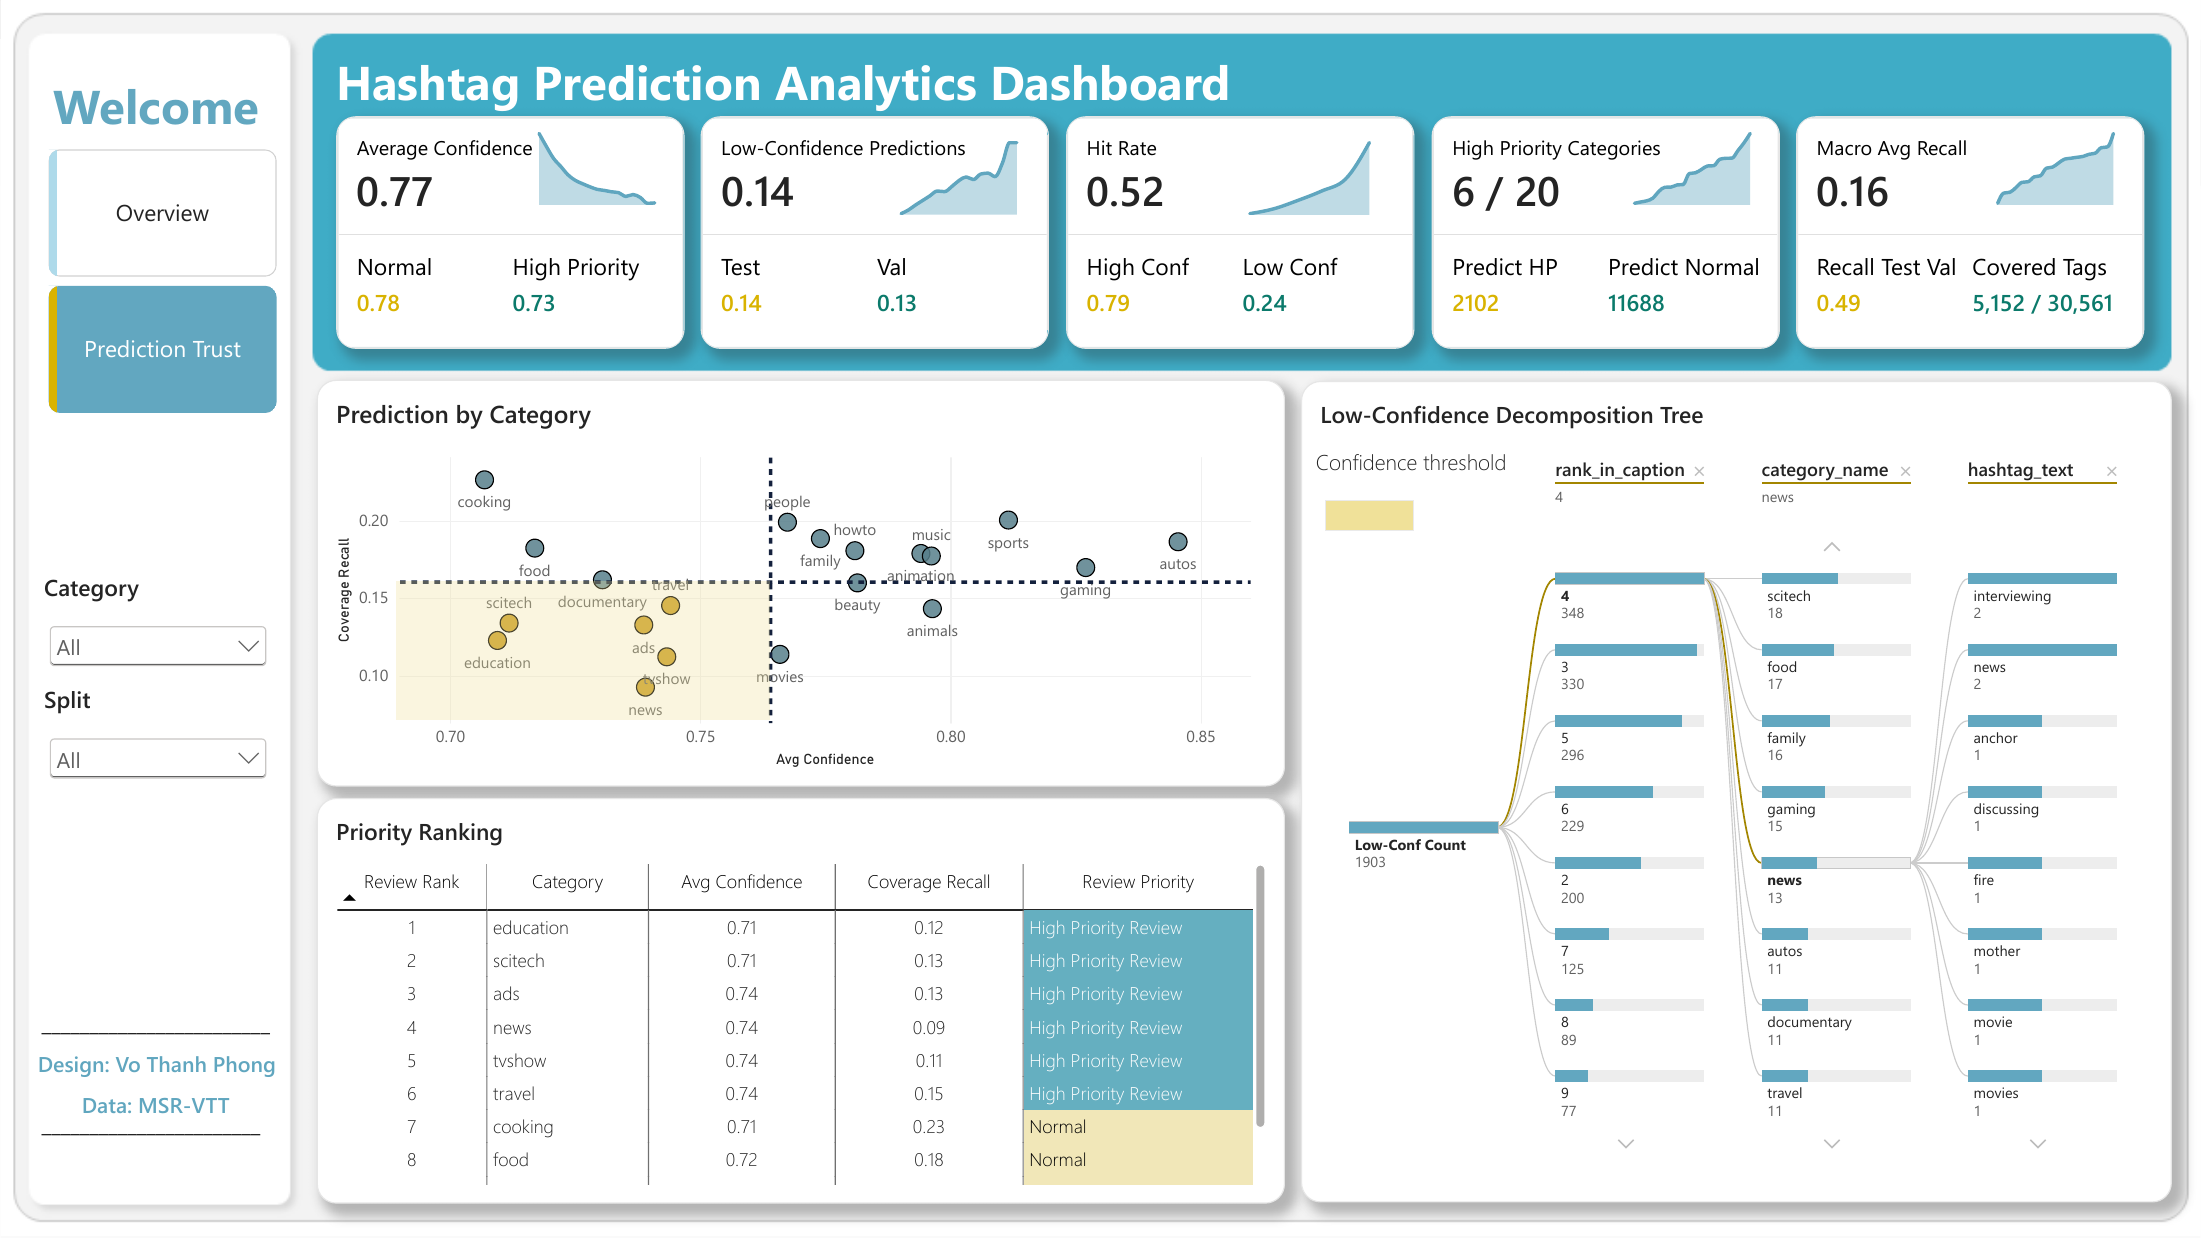 Welcome
Overview
Prediction Trust
Category
All
Split
All
Design: Vo Thanh Phong
Data: MSR-VTT
Hashtag Prediction Analytics Dashboard
Average Confidence
0.77
Normal
High Priority
0.78
0.73
Low-Confidence Predictions
0.14
Test
Val
0.14
0.13
Hit Rate
0.52
High Conf
Low Conf
0.79
0.24
High Priority Categories
6 / 20
Predict HP
Predict Normal
2102
11688
Macro Avg Recall
0.16
Recall Test Val
Covered Tags
0.49
5,152 / 30,561
Prediction by Category
Coverage Recall
0.20
0.15
0.10
cooking
people
howto
music
sports
food
family
animation
autos
travel
gaming
scitech
documentary
beauty
animals
ads
education
tvshow
movies
news
0.70
0.75
0.80
0.85
Avg Confidence
Priority Ranking
Review Rank
Category
Avg Confidence
Coverage Recall
Review Priority
1 education 0.71 0.12 High Priority Review
2 scitech 0.71 0.13 High Priority Review
3 ads 0.74 0.13 High Priority Review
4 news 0.74 0.09 High Priority Review
5 tvshow 0.74 0.11 High Priority Review
6 travel 0.74 0.15 High Priority Review
7 cooking 0.71 0.23 Normal
8 food 0.72 0.18 Normal
Low-Confidence Decomposition Tree
Confidence threshold
Low-Conf Count
1903
rank_in_caption
4
4
348
3
330
5
296
6
229
2
200
7
125
8
89
9
77
category_name
news
scitech
18
food
17
family
16
gaming
15
news
13
autos
11
documentary
11
travel
11
hashtag_text
interviewing
2
news
2
anchor
1
discussing
1
fire
1
mother
1
movie
1
movies
1